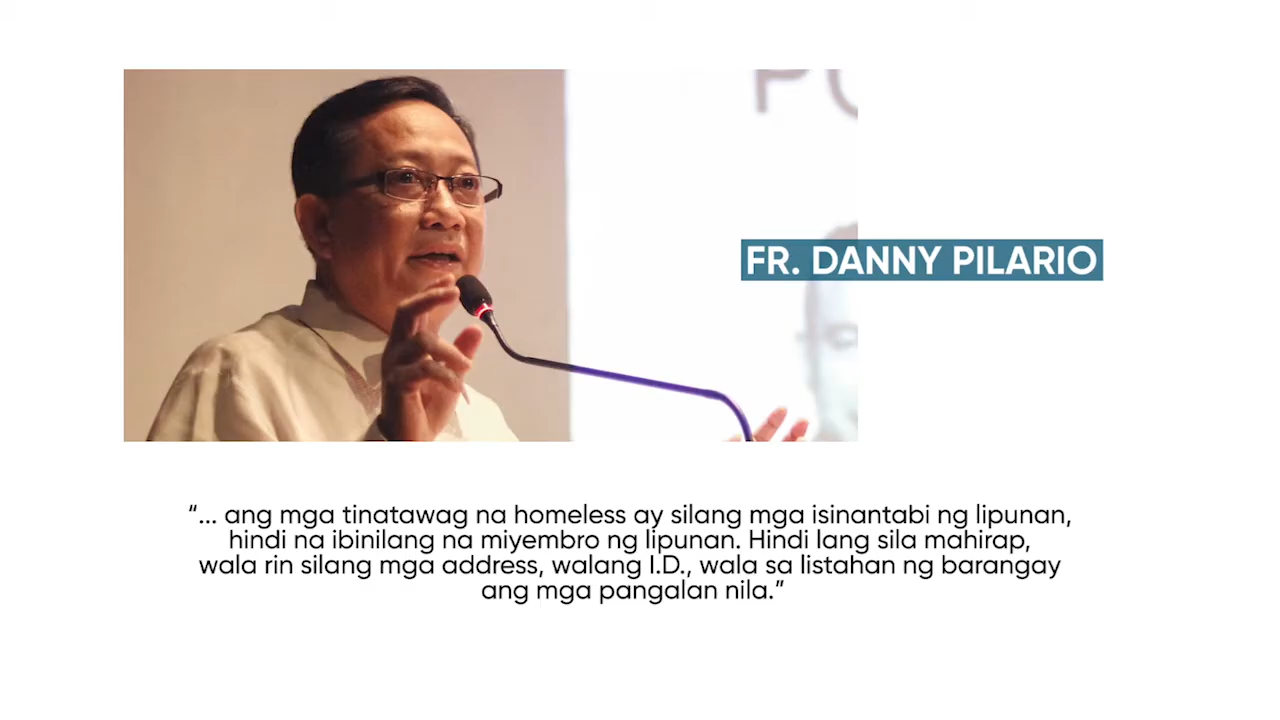 FR. DANNY PILARIO
“... ang mga tinatawag na homeless ay silang mga isinantabi ng lipunan,
hindi na ibinilang na miyembro ng lipunan. Hindi lang sila mahirap,
wala rin silang mga address, walang I.D., wala sa listahan ng barangay
ang mga pangalan nila.”